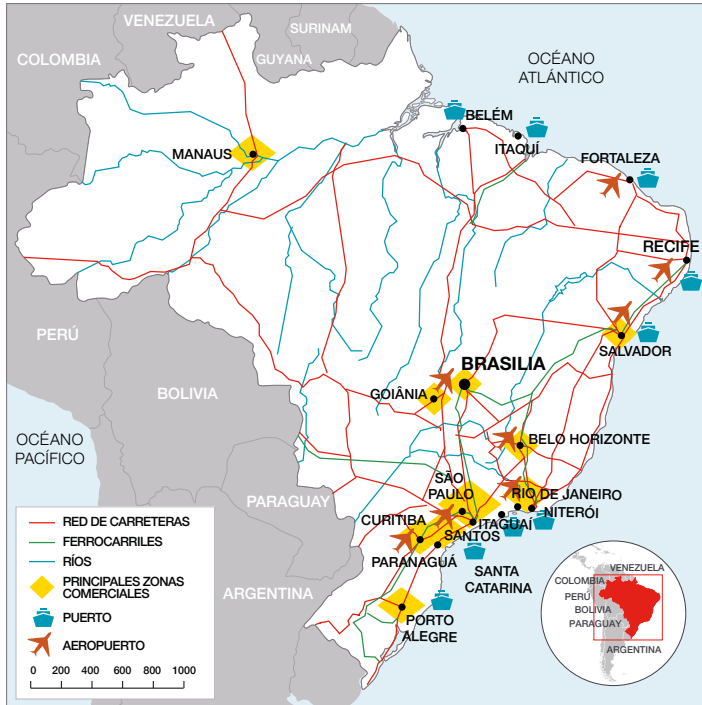 VENEZUELA
SURINAM
COLOMBIA
GUYANA
OCÉANO
ATLÁNTICO
BELÉM
ITAQUÍ
MANAUS
FORTALEZA
RECIFE
PERÚ
SALVADOR
BRASILIA
BOLIVIA
GOIÂNIA
OCÉANO
PACÍFICO
BELO HORIZONTE
SÃO
PAULO
PARAGUAY
RIO DE JANEIRO
CURITIBA
NITERÓI
ITAGUAÍ
SANTOS
PARANAGUÁ
SANTA
CATARINA
ARGENTINA
PORTO
ALEGRE
RED DE CARRETERAS
FERROCARRILES
RÍOS
PRINCIPALES ZONAS
COMERCIALES
PUERTO
AEROPUERTO
0 200 400 600 800 1000
VENEZUELA
COLOMBIA
PERÚ
BOLIVIA
PARAGUAY
ARGENTINA